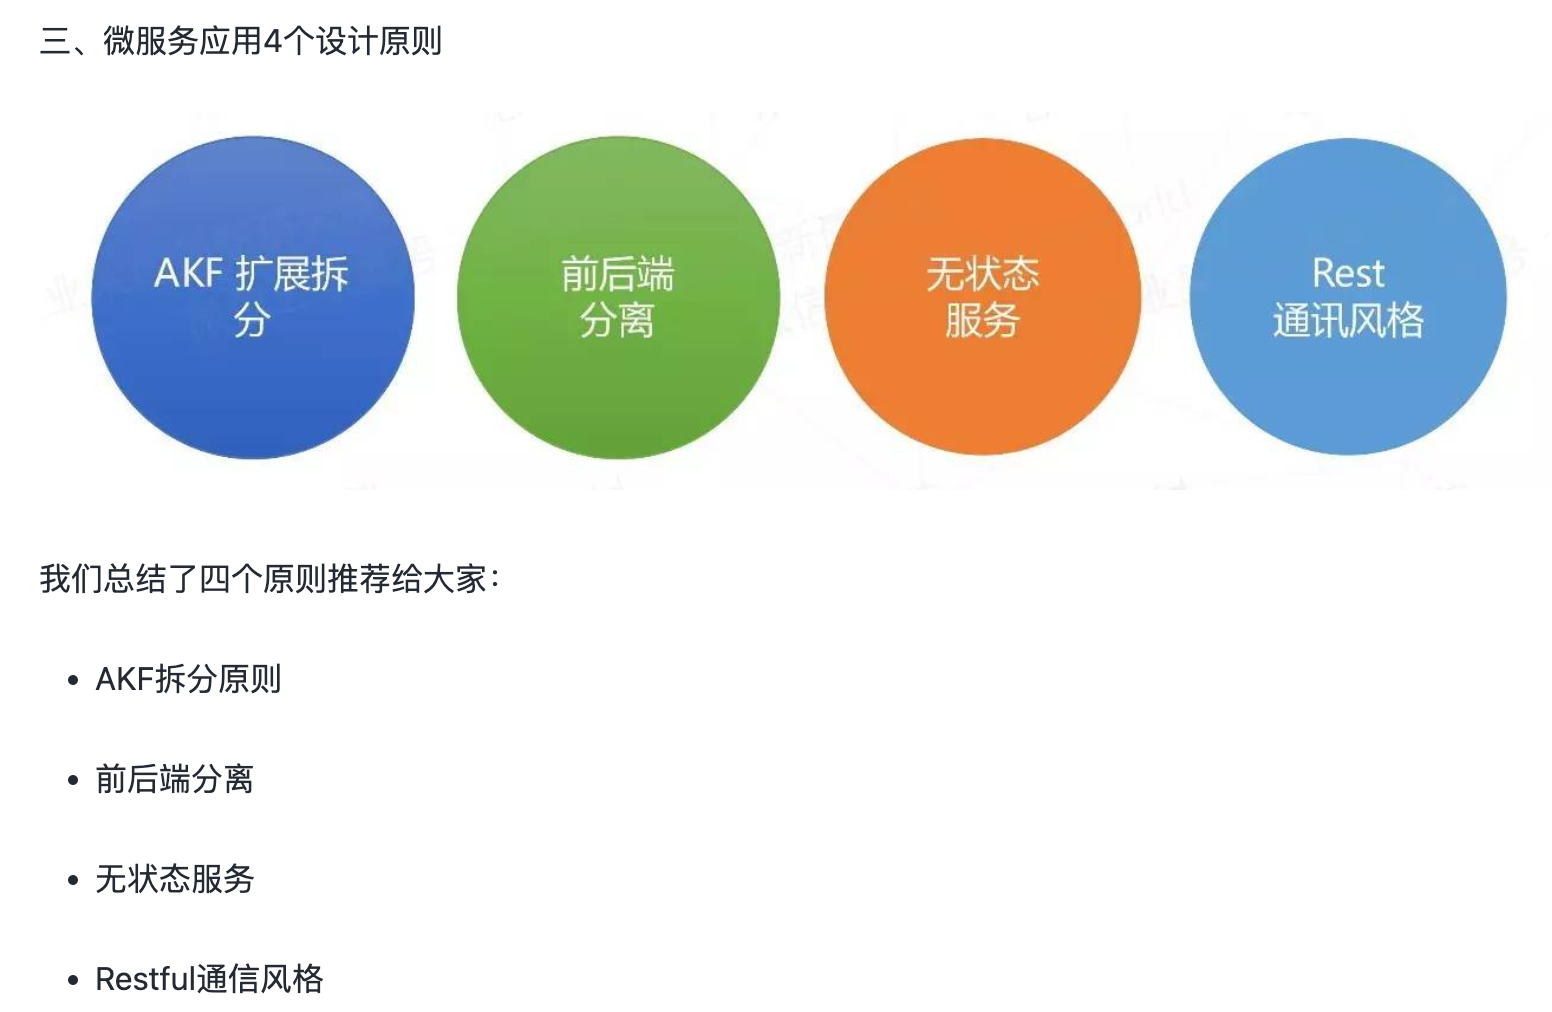 三、微服务应用4个设计原则
AKF 扩展拆
分
前后端
分离
无状态
服务
Rest
通讯风格
我们总结了四个原则推荐给大家：
AKF拆分原则
前后端分离
无状态服务
Restful通信风格